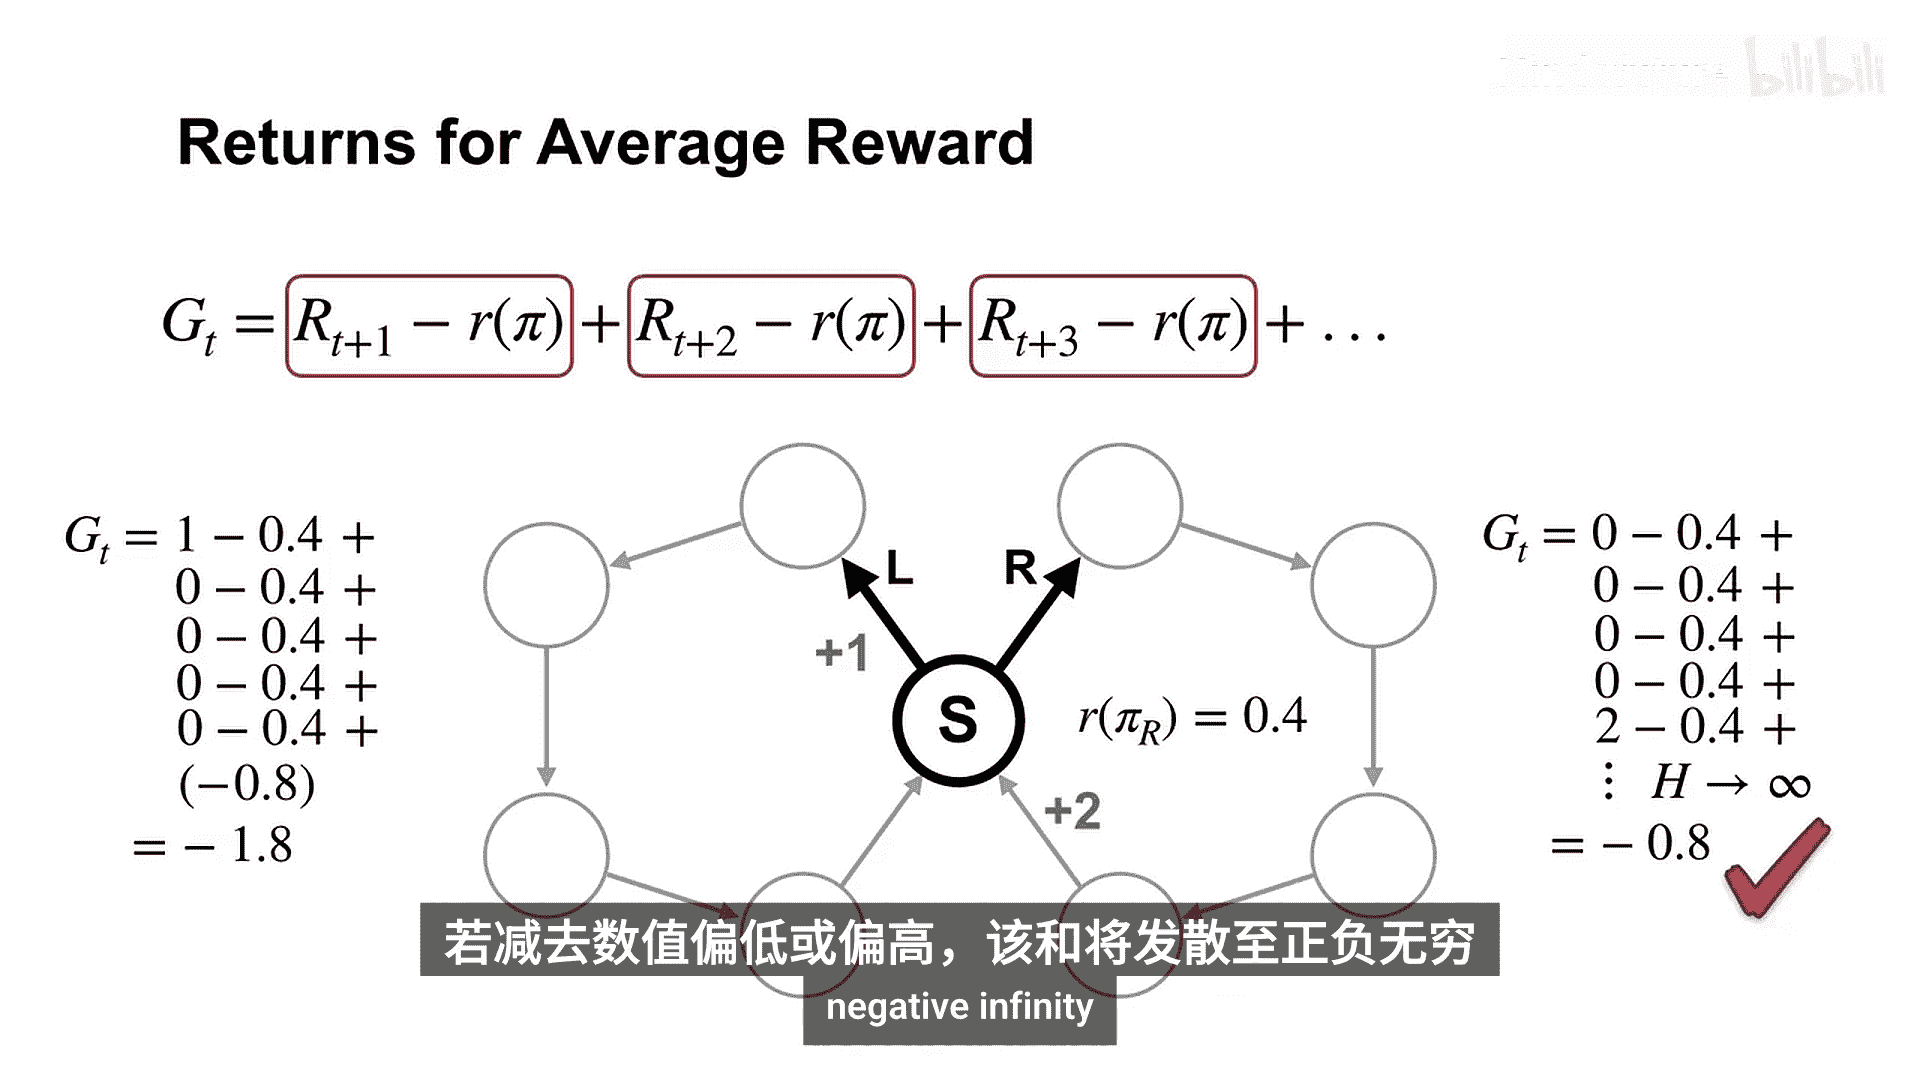 bilibili
Returns for Average Reward
G_t = R_{t+1} − r(π) + R_{t+2} − r(π) + R_{t+3} − r(π) + . . .
G_t = 1 − 0.4 +
0 − 0.4 +
0 − 0.4 +
0 − 0.4 +
0 − 0.4 +
(−0.8)
= − 1.8
L
R
+1
S
r(π_R) = 0.4
+2
G_t = 0 − 0.4 +
0 − 0.4 +
0 − 0.4 +
0 − 0.4 +
2 − 0.4 +
⋮ H → ∞
= − 0.8
若减去数值偏低或偏高，该和将发散至正负无穷
negative infinity